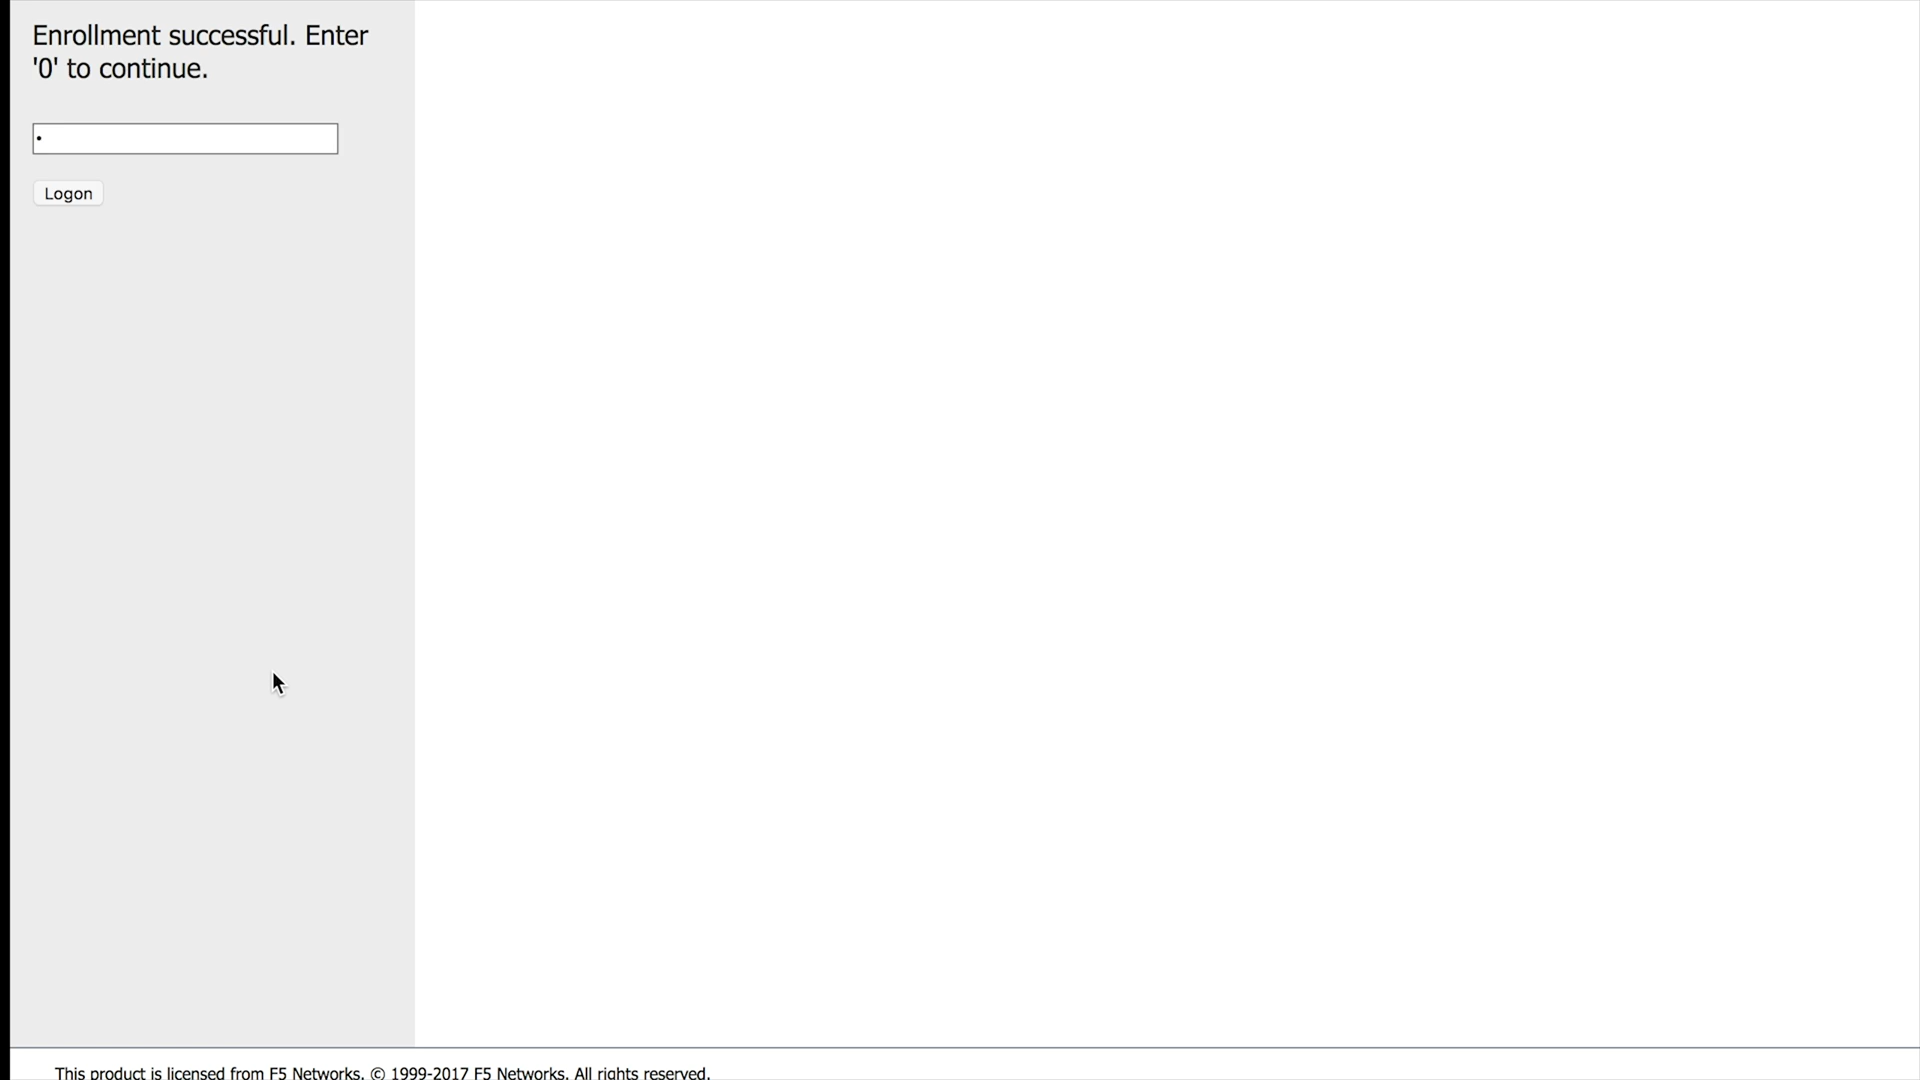 Enrollment successful. Enter
'0' to continue.
•
Logon
This product is licensed from F5 Networks. © 1999-2017 F5 Networks. All rights reserved.